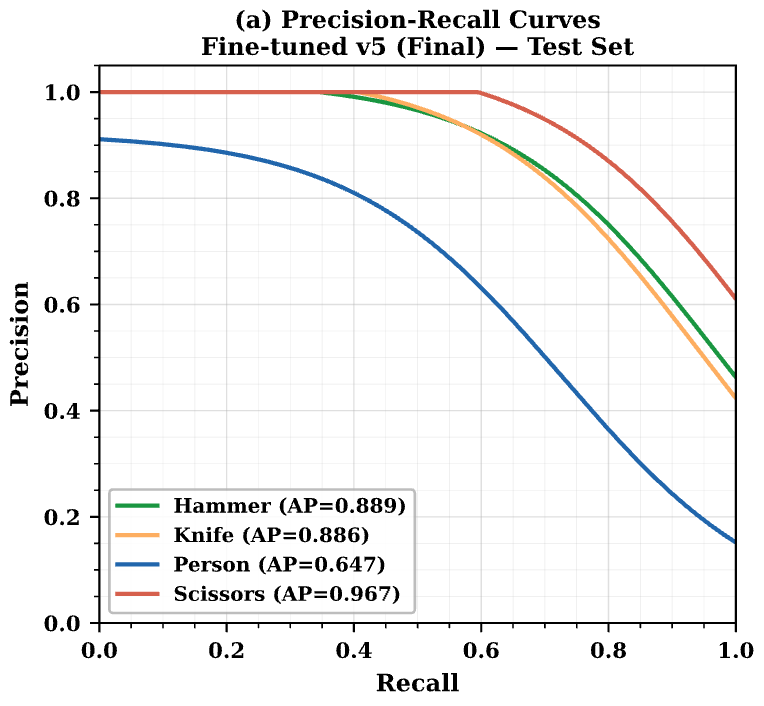 (a) Precision-Recall Curves
Fine-tuned v5 (Final) — Test Set
Precision
1.0
0.8
0.6
0.4
0.2
0.0
Hammer (AP=0.889)
Knife (AP=0.886)
Person (AP=0.647)
Scissors (AP=0.967)
0.0 0.2 0.4 0.6 0.8 1.0
Recall